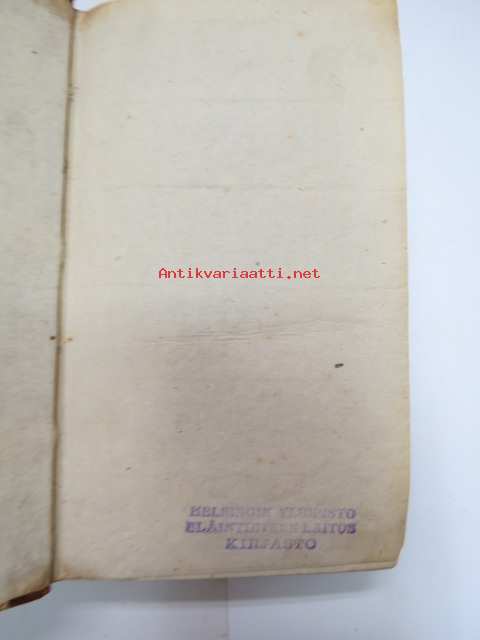 Antikvariaatti.net
HELSINGIN YLIOPISTO
ELÄINTIETEEN LAITOS
KIRJASTO